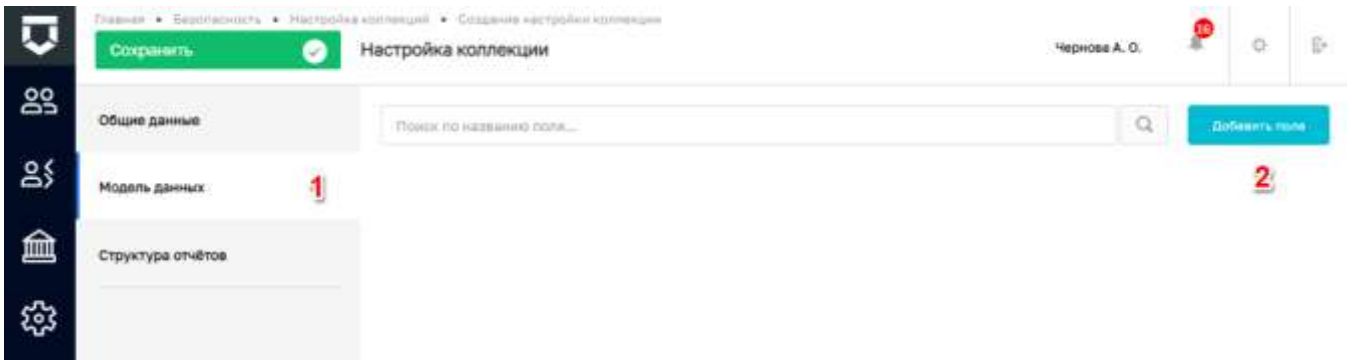 Главная • Безопасность • Настройка коллекций • Создание настройки коллекции
Сохранить
Настройка коллекции
Чернова А. О.
16
Общие данные
Поиск по названию поля...
Добавить поле
Модель данных
1
2
Структура отчётов